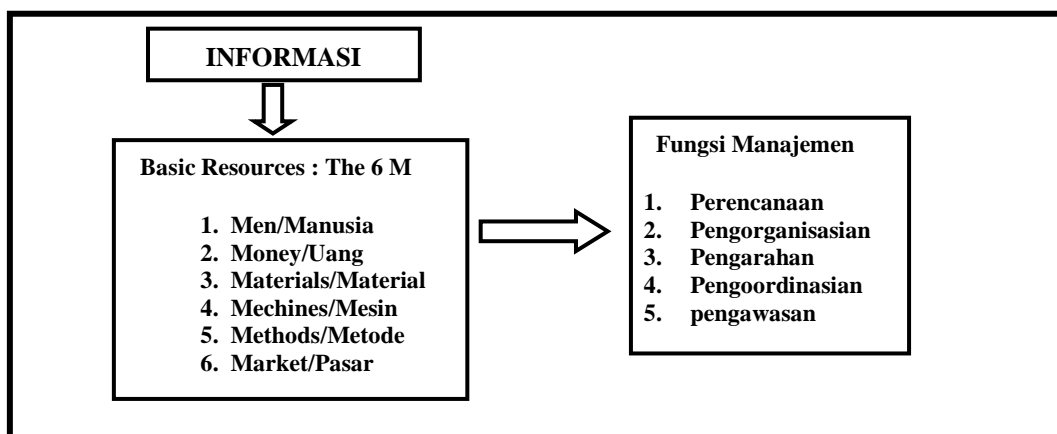 INFORMASI
Basic Resources : The 6 M
1. Men/Manusia
2. Money/Uang
3. Materials/Material
4. Mechines/Mesin
5. Methods/Metode
6. Market/Pasar
Fungsi Manajemen
1. Perencanaan
2. Pengorganisasian
3. Pengarahan
4. Pengoordinasian
5. pengawasan